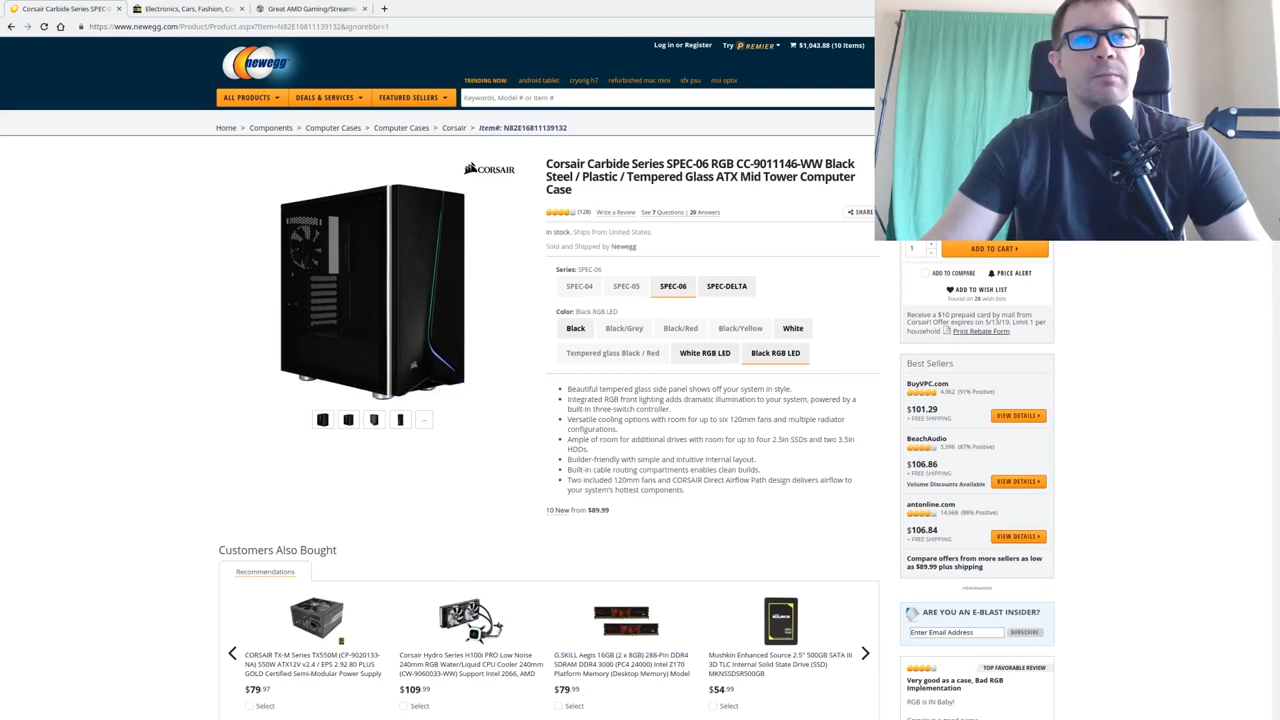 Corsair Carbide Series SPEC-0
Electronics, Cars, Fashion, Co
Great AMD Gaming/Streami
https://www.newegg.com/Product/Product.aspx?Item=N82E16811139132&ignorebbr=1
newegg
Log in or Register
Try PREMIER
$1,043.88 (10 Items)
TRENDING NOW: android tablet cryorig h7 refurbished mac mini sfx psu msi optix
ALL PRODUCTS DEALS & SERVICES FEATURED SELLERS Keywords, Model # or Item #
Home > Components > Computer Cases > Computer Cases > Corsair > Item#: N82E16811139132
CORSAIR
Corsair Carbide Series SPEC-06 RGB CC-9011146-WW Black
Steel / Plastic / Tempered Glass ATX Mid Tower Computer
Case
(128) Write a Review See 7 Questions | 20 Answers
SHARE
In stock. Ships from United States.
Sold and Shipped by Newegg
Series: SPEC-06
SPEC-04 SPEC-05 SPEC-06 SPEC-DELTA
Color: Black RGB LED
Black Black/Grey Black/Red Black/Yellow White
Tempered glass Black / Red White RGB LED Black RGB LED
• Beautiful tempered glass side panel shows off your system in style.
• Integrated RGB front lighting adds dramatic illumination to your system, powered by a
built-in three-switch controller.
• Versatile cooling options with room for up to six 120mm fans and multiple radiator
configurations.
• Ample of room for additional drives with room for up to four 2.5in SSDs and two 3.5in
HDDs.
• Builder-friendly with simple and intuitive internal layout.
• Built-in cable routing compartments enables clean builds.
• Two included 120mm fans and CORSAIR Direct Airflow Path design delivers airflow to
your system's hottest components.
10 New from $89.99
1
ADD TO CART
ADD TO COMPARE PRICE ALERT
ADD TO WISH LIST
Found on 28 wish lists
Receive a $10 prepaid card by mail from
Corsair! Offer expires on 5/13/19. Limit 1 per
household Print Rebate Form
Best Sellers
BuyVPC.com
4,962 (91% Positive)
$101.29
+ FREE SHIPPING
VIEW DETAILS
BeachAudio
5,996 (87% Positive)
$106.86
+ FREE SHIPPING
Volume Discounts Available
VIEW DETAILS
antonline.com
14,968 (88% Positive)
$106.84
+ FREE SHIPPING
VIEW DETAILS
Compare offers from more sellers as low
as $89.99 plus shipping
Advertisement
ARE YOU AN E-BLAST INSIDER?
Enter Email Address SUBSCRIBE
TOP FAVORABLE REVIEW
Very good as a case, Bad RGB
Implementation
RGB is IN Baby!
Customers Also Bought
Recommendations
CORSAIR TX-M Series TX550M (CP-9020133-
NA) 550W ATX12V v2.4 / EPS 2.92 80 PLUS
GOLD Certified Semi-Modular Power Supply
$79.97
Select
Corsair Hydro Series H100i PRO Low Noise
240mm RGB Water/Liquid CPU Cooler 240mm
(CW-9060033-WW) Support Intel 2066, AMD
$109.99
Select
G.SKILL Aegis 16GB (2 x 8GB) 288-Pin DDR4
SDRAM DDR4 3000 (PC4 24000) Intel Z170
Platform Memory (Desktop Memory) Model
$79.99
Select
Mushkin Enhanced Source 2.5" 500GB SATA III
3D TLC Internal Solid State Drive (SSD)
MKNSSDSR500GB
$54.99
Select